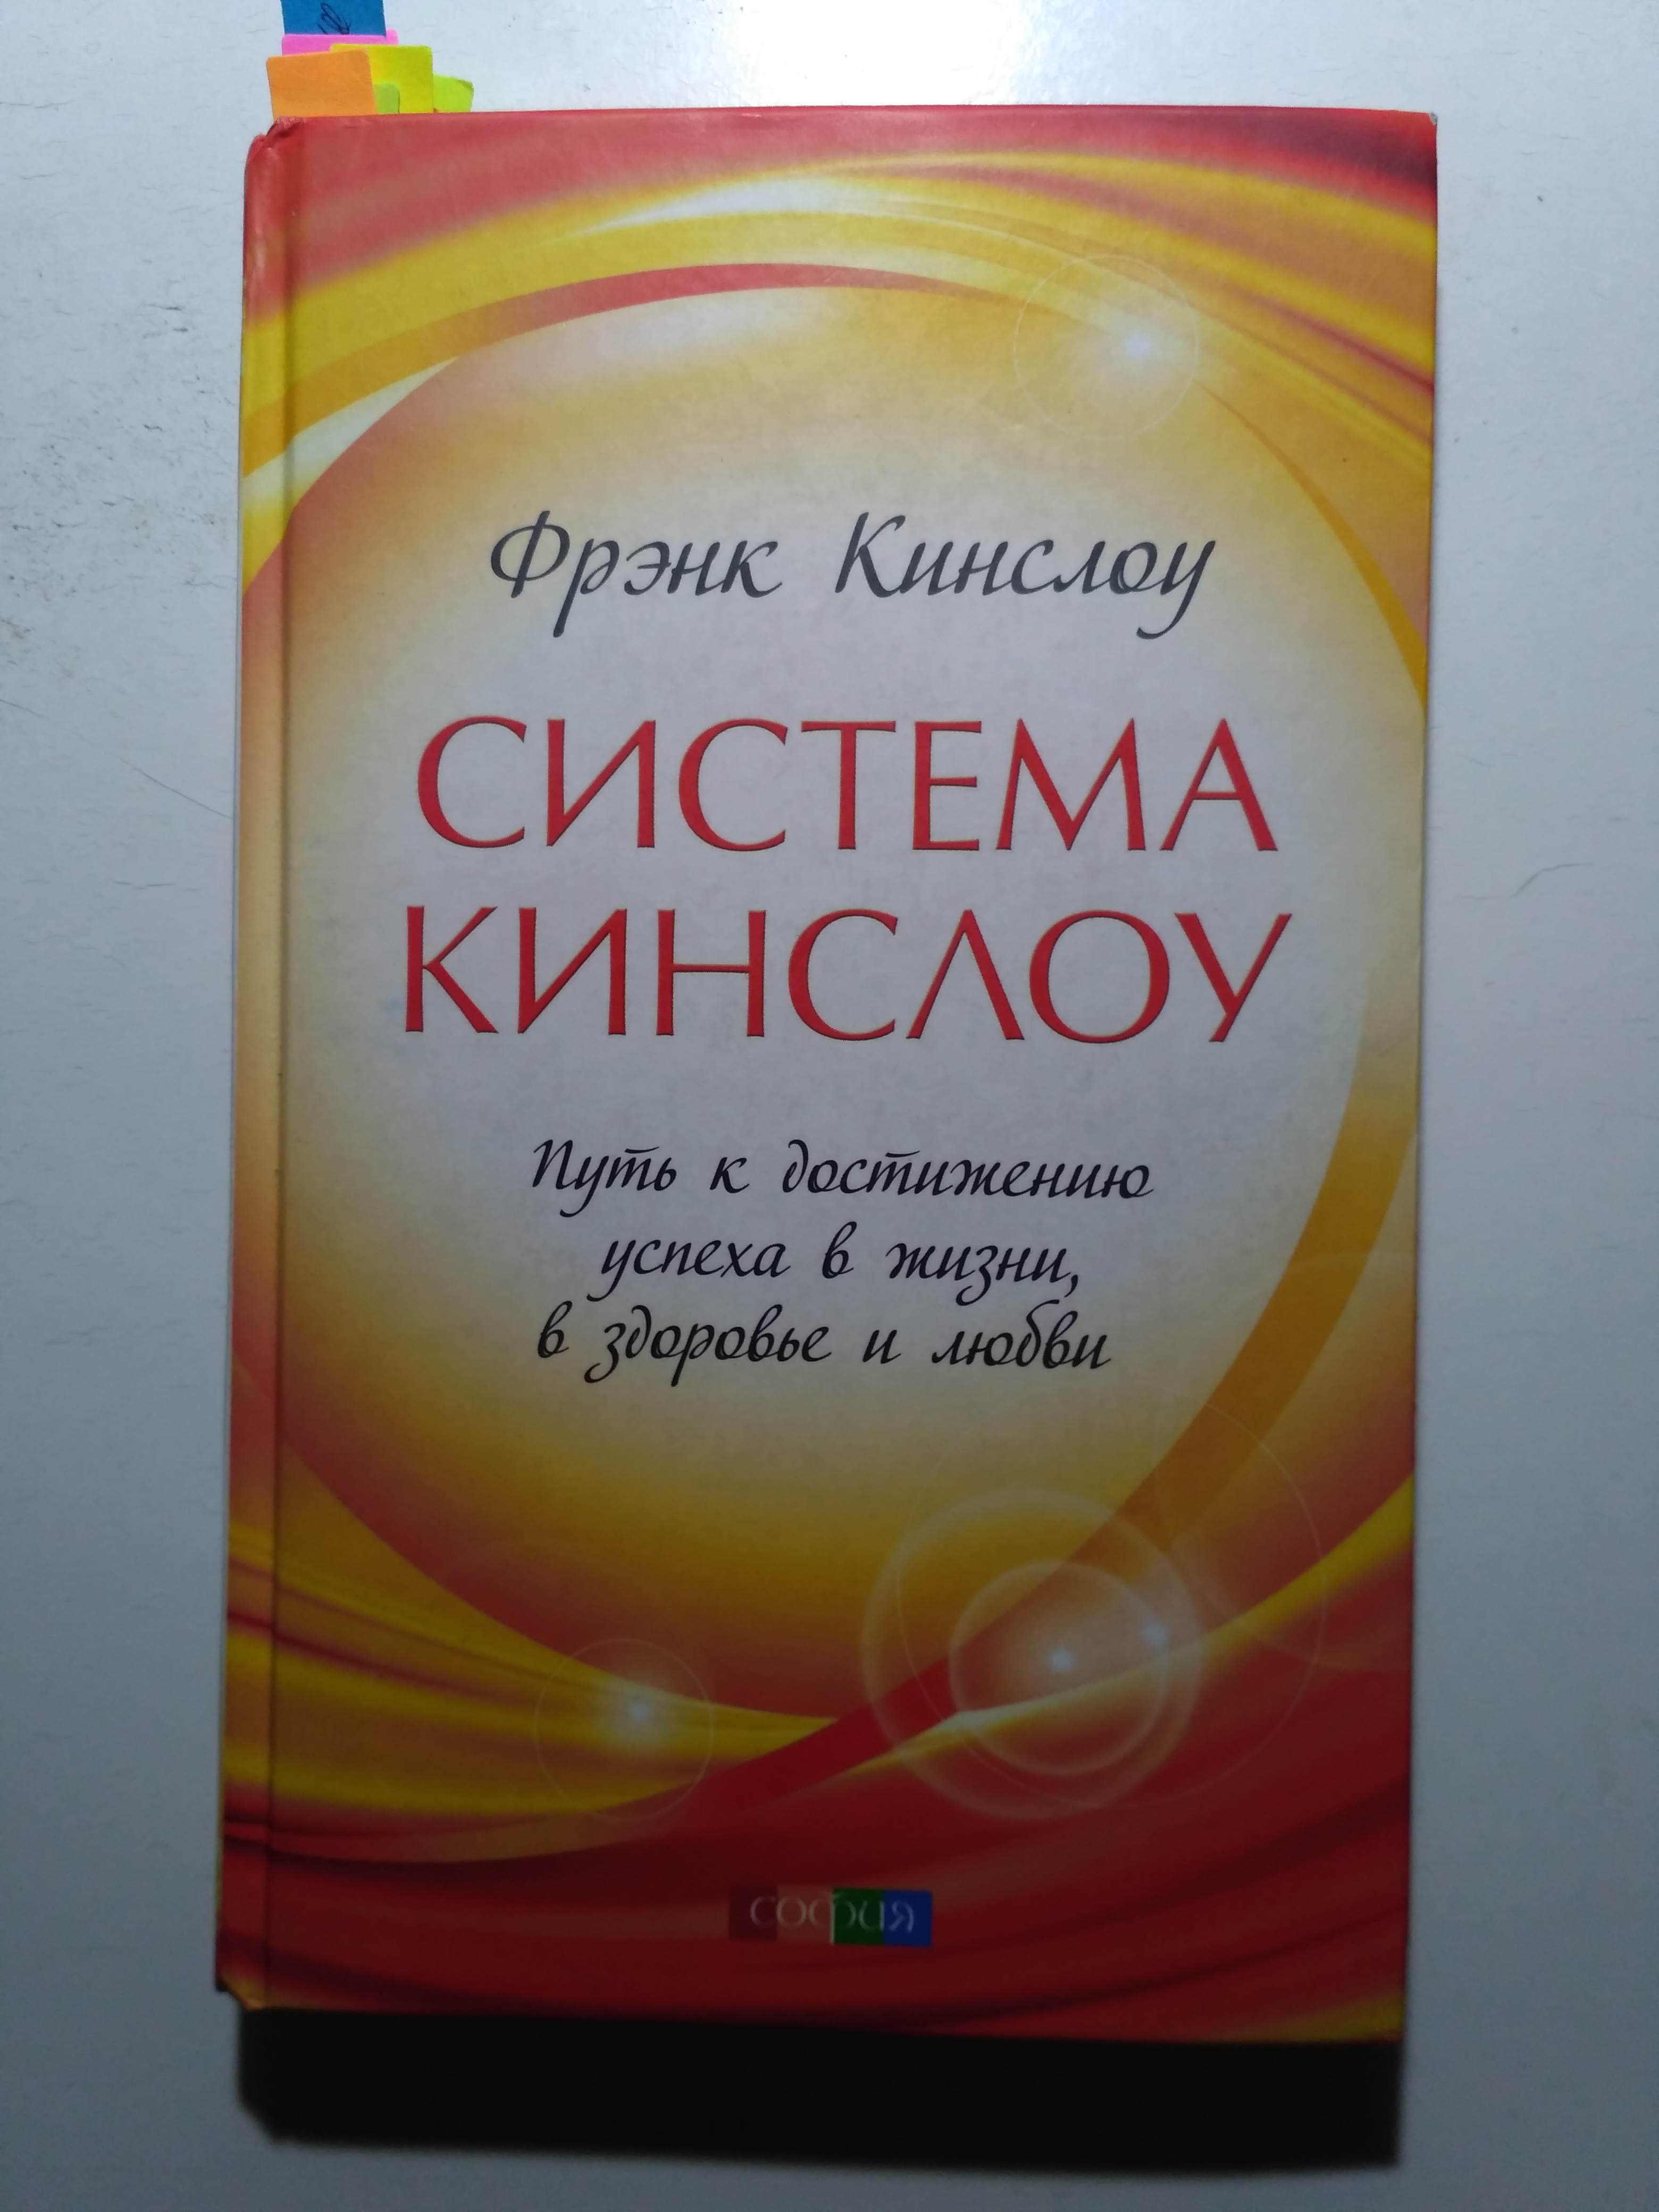 Фрэнк Кинслоу
СИСТЕМА
КИНСЛОУ
Путь к достижению
успеха в жизни,
в здоровье и любви
софия